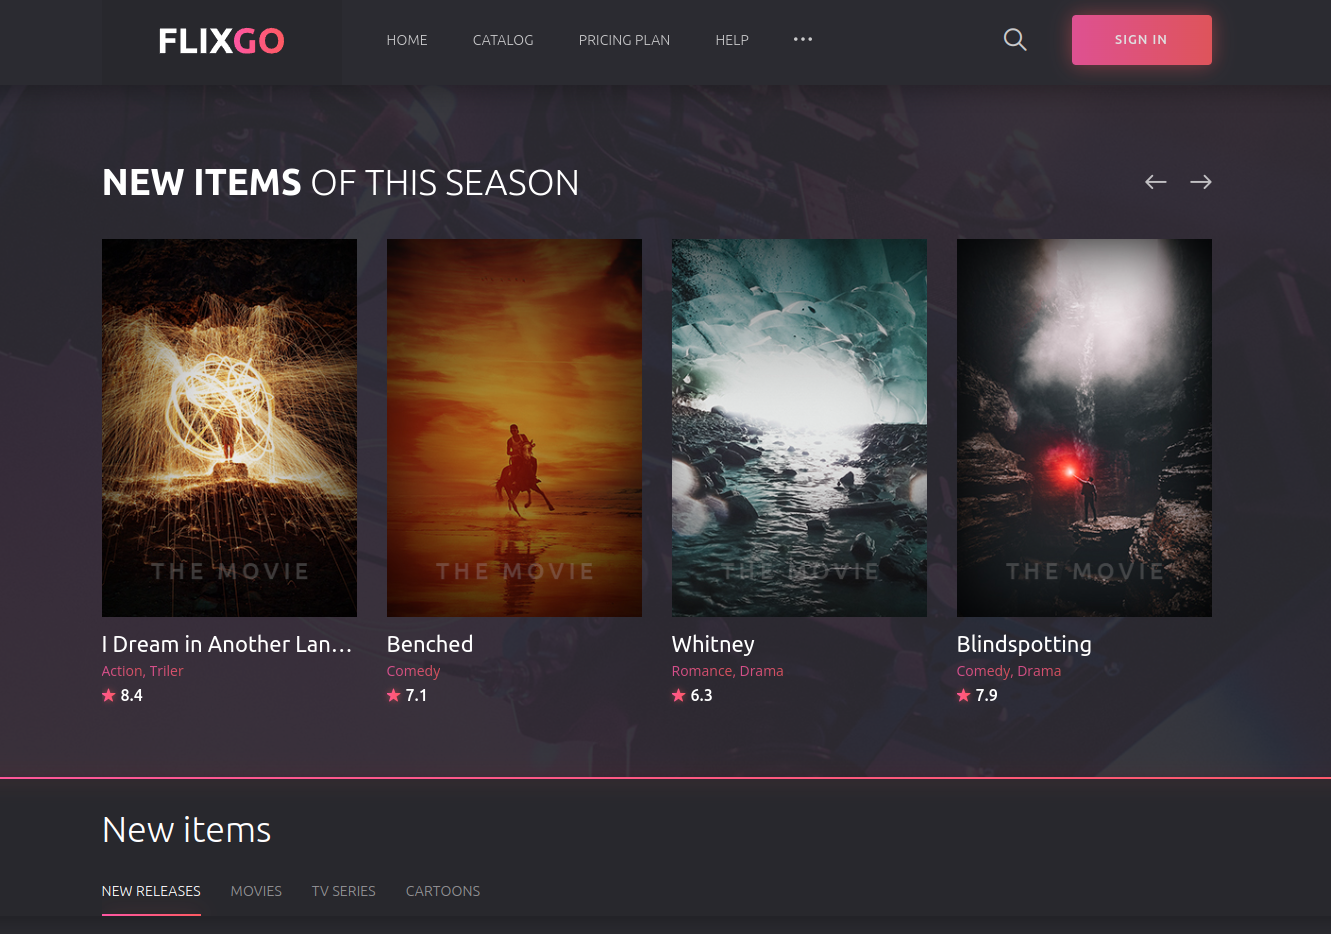 FLIXGO
HOME CATALOG PRICING PLAN HELP
SIGN IN
NEW ITEMS OF THIS SEASON
THE MOVIE THE MOVIE THE MOVIE THE MOVIE
I Dream in Another Lan... Benched Whitney Blindspotting
Action, Triler Comedy Romance, Drama Comedy, Drama
8.4 7.1 6.3 7.9
New items
NEW RELEASES MOVIES TV SERIES CARTOONS